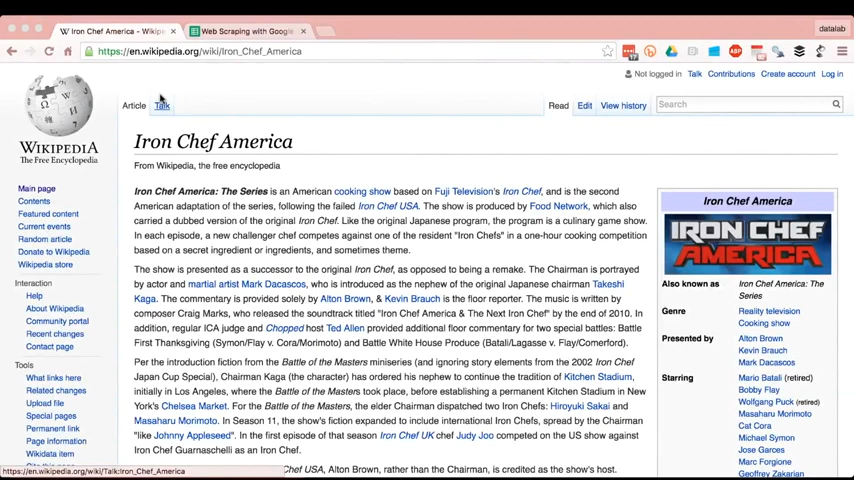 Iron Chef America - Wikipe
Web Scraping with Google
datalab
https://en.wikipedia.org/wiki/Iron_Chef_America
17
ABP
Not logged in Talk Contributions Create account Log in
Article Talk Read Edit View history Search
WIKIPEDIA
The Free Encyclopedia
Main page
Contents
Featured content
Current events
Random article
Donate to Wikipedia
Wikipedia store
Interaction
Help
About Wikipedia
Community portal
Recent changes
Contact page
Tools
What links here
Related changes
Upload file
Special pages
Permanent link
Page information
Wikidata item
Iron Chef America
From Wikipedia, the free encyclopedia
Iron Chef America: The Series is an American cooking show based on Fuji Television's Iron Chef, and is the second
American adaptation of the series, following the failed Iron Chef USA. The show is produced by Food Network, which also
carried a dubbed version of the original Iron Chef. Like the original Japanese program, the program is a culinary game show.
In each episode, a new challenger chef competes against one of the resident "Iron Chefs" in a one-hour cooking competition
based on a secret ingredient or ingredients, and sometimes theme.
The show is presented as a successor to the original Iron Chef, as opposed to being a remake. The Chairman is portrayed
by actor and martial artist Mark Dacascos, who is introduced as the nephew of the original Japanese chairman Takeshi
Kaga. The commentary is provided solely by Alton Brown, & Kevin Brauch is the floor reporter. The music is written by
composer Craig Marks, who released the soundtrack titled "Iron Chef America & The Next Iron Chef" by the end of 2010. In
addition, regular ICA judge and Chopped host Ted Allen provided additional floor commentary for two special battles: Battle
First Thanksgiving (Symon/Flay v. Cora/Morimoto) and Battle White House Produce (Batali/Lagasse v. Flay/Comerford).
Per the introduction fiction from the Battle of the Masters miniseries (and ignoring story elements from the 2002 Iron Chef
Japan Cup Special), Chairman Kaga (the character) has ordered his nephew to continue the tradition of Kitchen Stadium,
initially in Los Angeles, where the Battle of the Masters took place, before establishing a permanent Kitchen Stadium in New
York's Chelsea Market. For the Battle of the Masters, the elder Chairman dispatched two Iron Chefs: Hiroyuki Sakai and
Masaharu Morimoto. In Season 11, the show's fiction expanded to include international Iron Chefs, spread by the Chairman
"like Johnny Appleseed". In the first episode of that season Iron Chef UK chef Judy Joo competed on the US show against
Iron Chef Guarnaschelli as an Iron Chef.
Chef USA, Alton Brown, rather than the Chairman, is credited as the show's host.
Iron Chef America
IRON CHEF
AMERICA
Also known as Iron Chef America: The
Series
Genre Reality television
Cooking show
Presented by Alton Brown
Kevin Brauch
Mark Dacascos
Starring Mario Batali (retired)
Bobby Flay
Wolfgang Puck (retired)
Masaharu Morimoto
Cat Cora
Michael Symon
Jose Garces
Marc Forgione
Geoffrey Zakarian
https://en.wikipedia.org/wiki/Talk:Iron_Chef_America